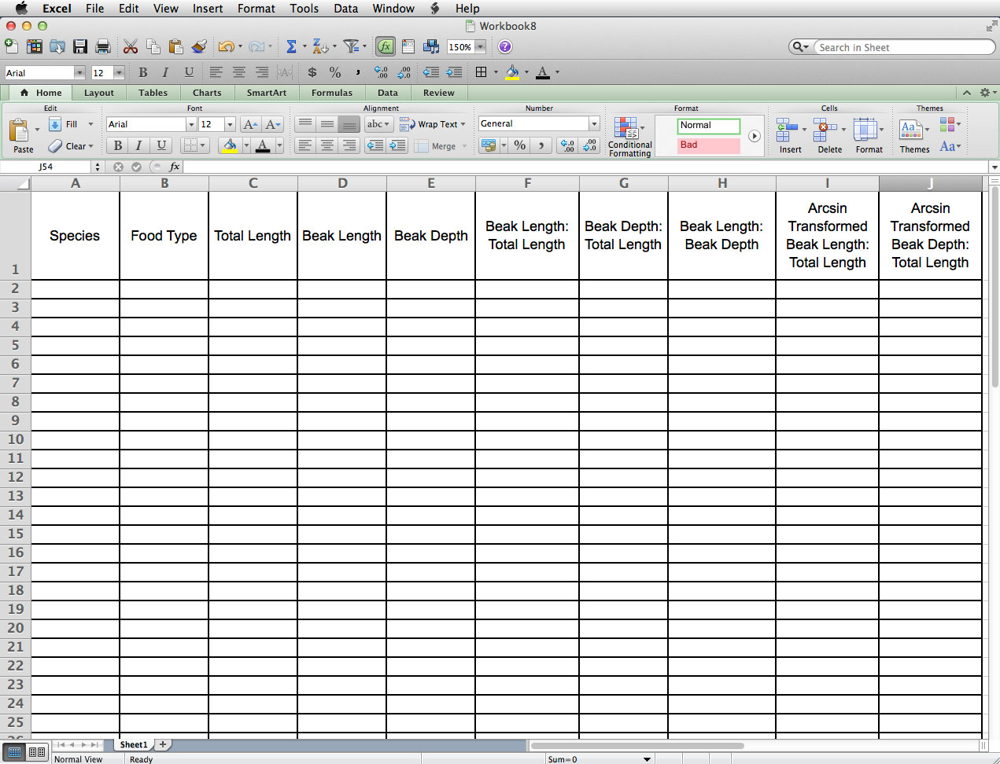 Excel File Edit View Insert Format Tools Data Window Help
Workbook8
150% Search in Sheet
Arial 12 B I U $ % ,
Home Layout Tables Charts SmartArt Formulas Data Review
Edit Font Alignment Number Format Cells Themes
Fill Arial 12 A A abc Wrap Text General Normal
Paste Clear B I U A Merge % , Bad Conditional Formatting Insert Delete Format Themes Aa
J54 fx
A B C D E F G H I J
Species
Food Type
Total Length
Beak Length
Beak Depth
Beak Length:
Total Length
Beak Depth:
Total Length
Beak Length:
Beak Depth
Arcsin
Transformed
Beak Length:
Total Length
Arcsin
Transformed
Beak Depth:
Total Length
1
2
3
4
5
6
7
8
9
10
11
12
13
14
15
16
17
18
19
20
21
22
23
24
25
Sheet1 +
Normal View Ready Sum=0